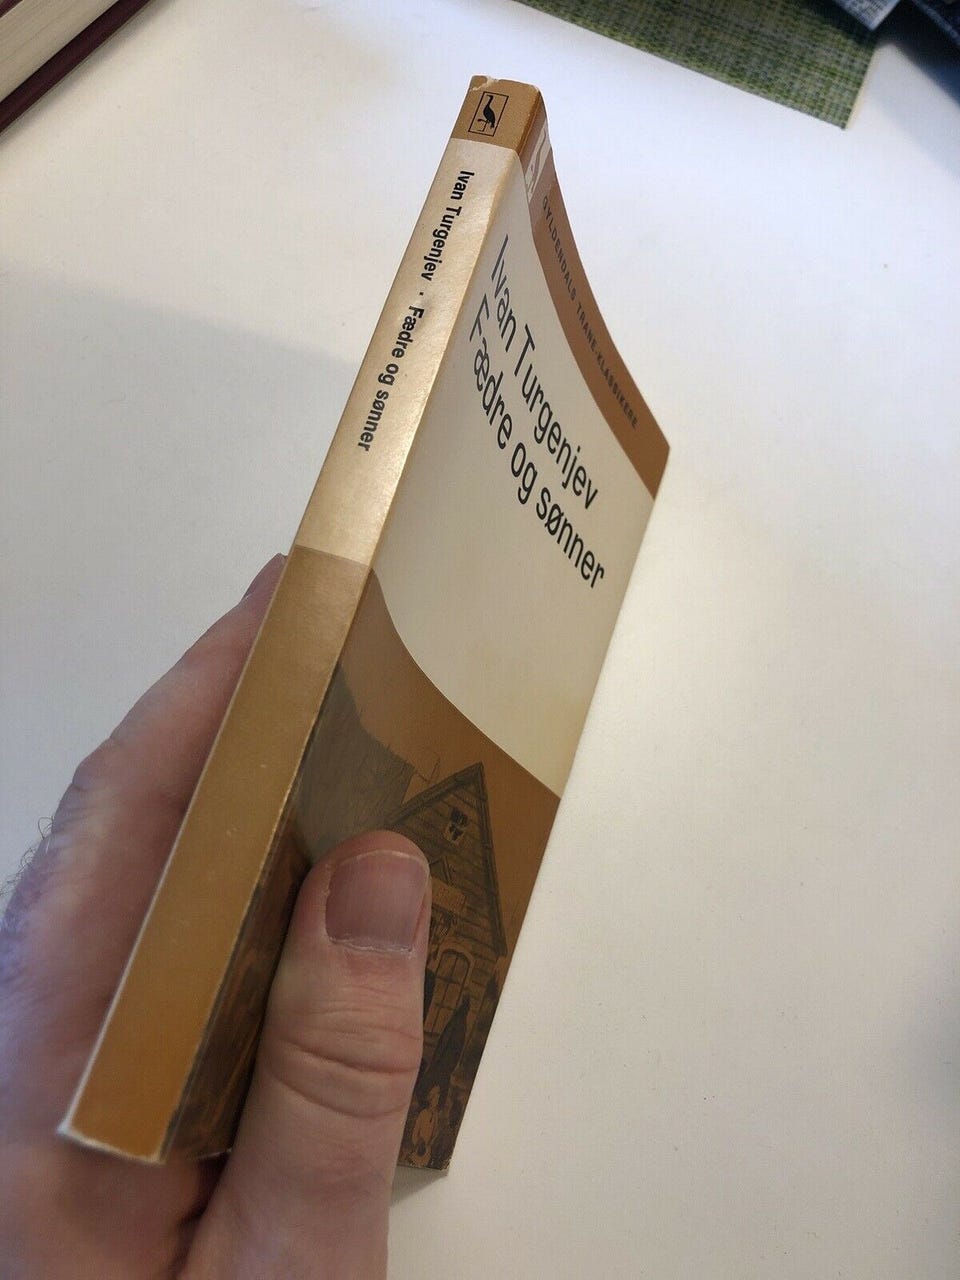 Ivan Turgenjev · Fædre og sønner
GYLDENDALS TRANE-KLASSIKERE
Ivan Turgenjev
Fædre og sønner